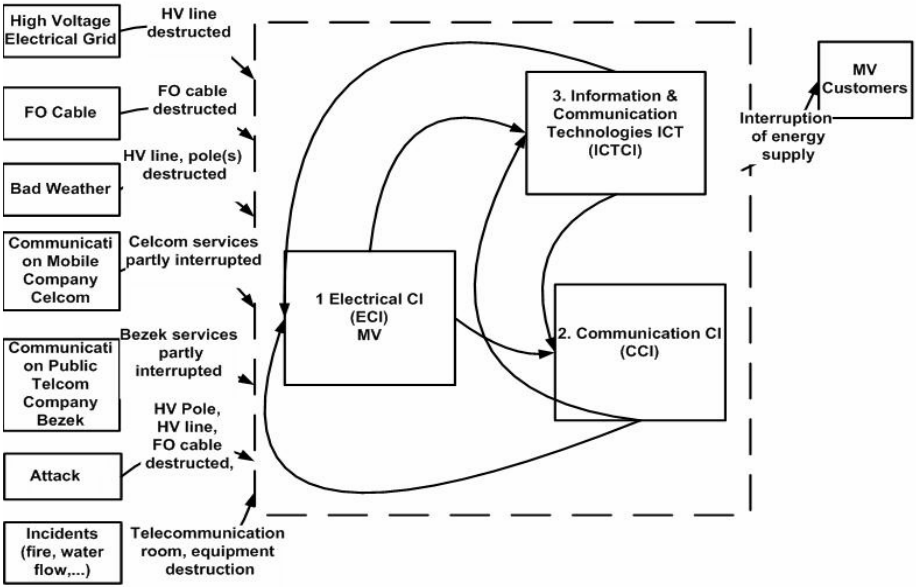 High Voltage
Electrical Grid
HV line
destructed
FO Cable
FO cable
destructed
Bad Weather
HV line, pole(s)
destructed
Communicati
on Mobile
Company
Celcom
Celcom services
partly interrupted
Communicati
on Public
Telcom
Company
Bezek
Bezek services
partly
interrupted
Attack
HV Pole,
HV line,
FO cable
destructed,
Incidents
(fire, water
flow,...)
Telecommunication
room, equipment
destruction
1 Electrical CI
(ECI)
MV
3. Information &
Communication
Technologies ICT
(ICTCI)
2. Communication CI
(CCI)
Interruption
of energy
supply
MV
Customers